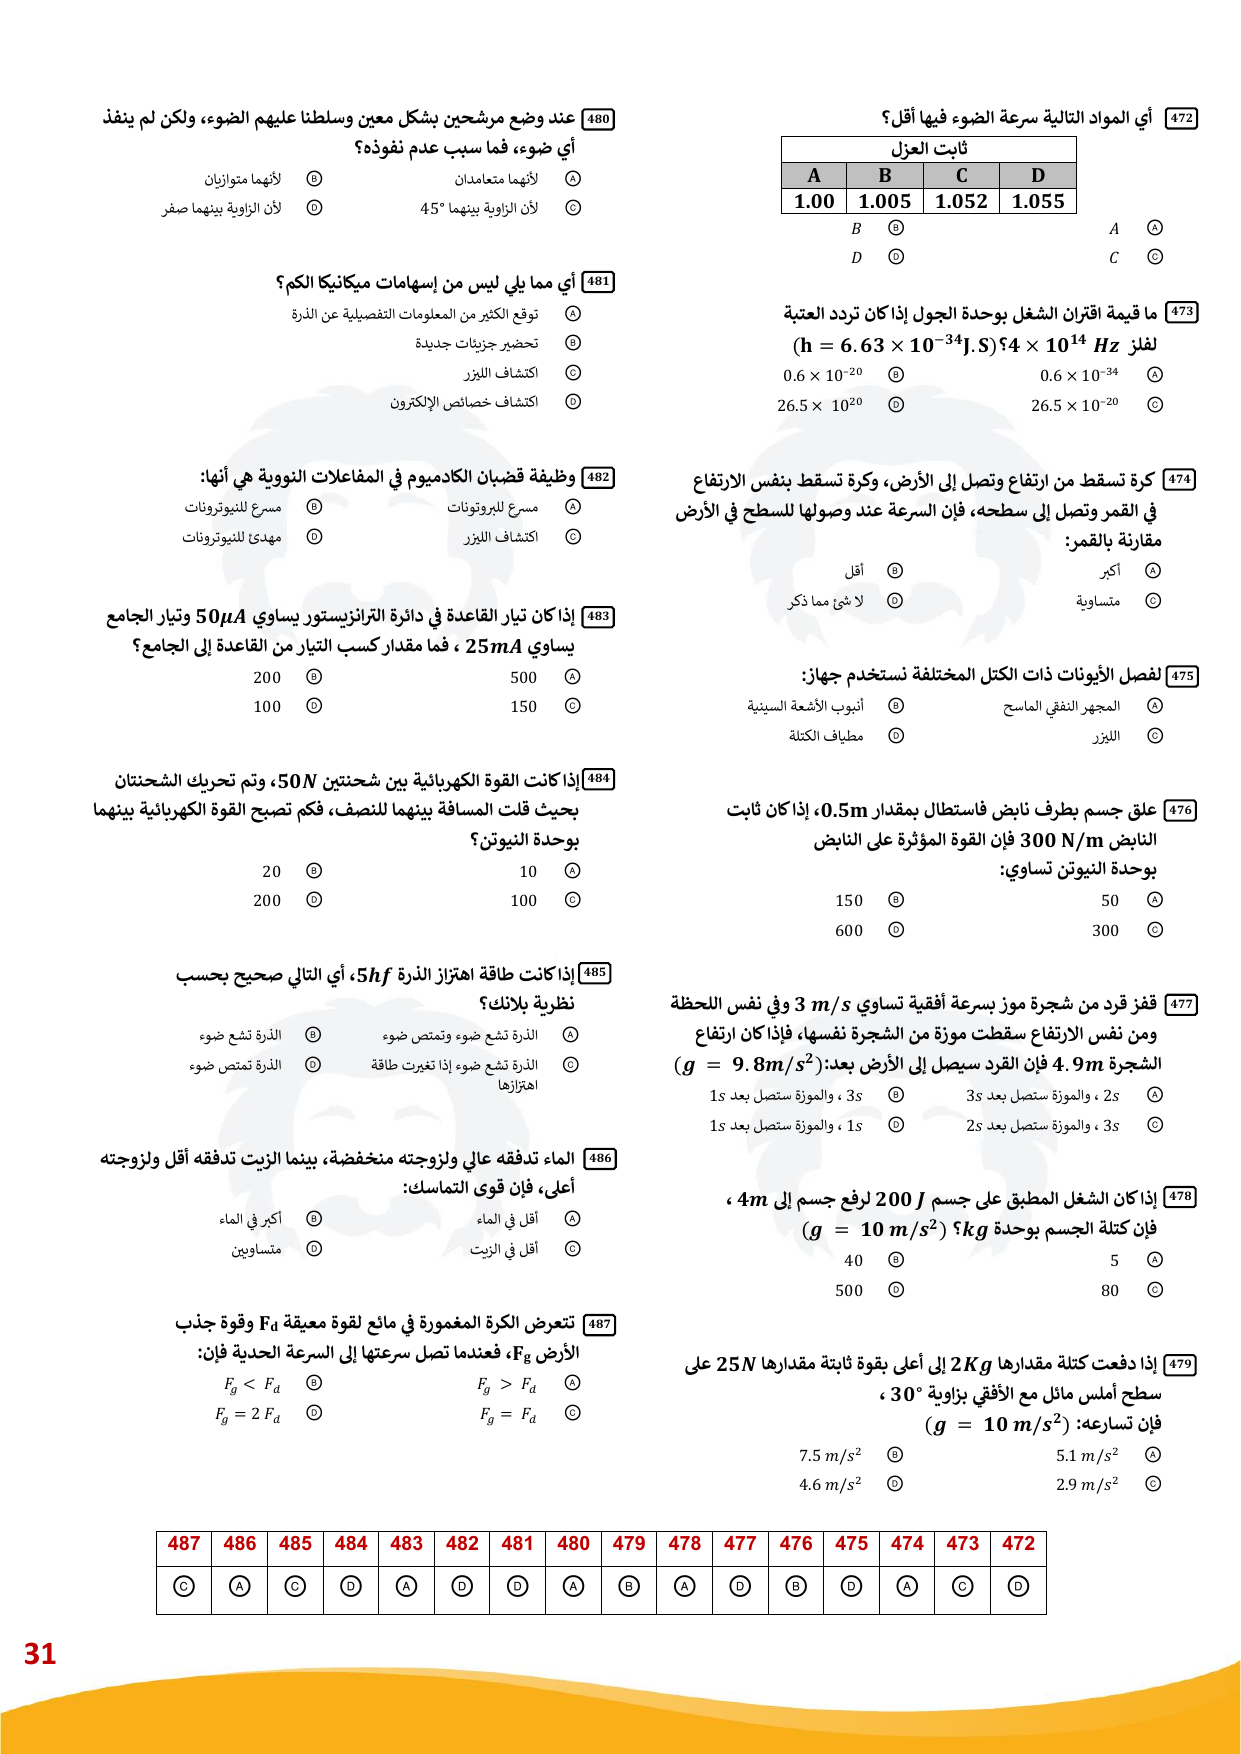 472 أي المواد التالية سرعة الضوء فيها أقل؟
ثابت العزل
A B C D
1.00 1.005 1.052 1.055
Ⓐ A Ⓑ B
Ⓒ C Ⓓ D
473 ما قيمة اقتران الشغل بوحدة الجول إذا كان تردد العتبة
لفلز 4 × 10¹⁴ Hz؟ (h = 6.63 × 10⁻³⁴J.S)
Ⓐ 0.6 × 10⁻³⁴ Ⓑ 0.6 × 10⁻²⁰
Ⓒ 26.5 × 10⁻²⁰ Ⓓ 26.5 × 10²⁰
474 كرة تسقط من ارتفاع وتصل إلى الأرض، وكرة تسقط بنفس الارتفاع
في القمر وتصل إلى سطحه، فإن السرعة عند وصولها للسطح في الأرض
مقارنة بالقمر:
Ⓐ أكبر Ⓑ أقل
Ⓒ متساوية Ⓓ لا شئ مما ذكر
475 لفصل الأيونات ذات الكتل المختلفة نستخدم جهاز:
Ⓐ المجهر النفقي الماسح Ⓑ أنبوب الأشعة السينية
Ⓒ الليزر Ⓓ مطياف الكتلة
476 علق جسم بطرف نابض فاستطال بمقدار 0.5m، إذا كان ثابت
النابض 300 N/m فإن القوة المؤثرة على النابض
بوحدة النيوتن تساوي:
Ⓐ 50 Ⓑ 150
Ⓒ 300 Ⓓ 600
477 قفز قرد من شجرة موز بسرعة أفقية تساوي 3 m/s وفي نفس اللحظة
ومن نفس الارتفاع سقطت موزة من الشجرة نفسها، فإذا كان ارتفاع
الشجرة 4.9m فإن القرد سيصل إلى الأرض بعد: (g = 9.8m/s²)
Ⓐ 2s ، والموزة ستصل بعد 3s Ⓑ 3s ، والموزة ستصل بعد 1s
Ⓒ 3s ، والموزة ستصل بعد 2s Ⓓ 1s ، والموزة ستصل بعد 1s
478 إذا كان الشغل المطبق على جسم 200 J لرفع جسم إلى 4m ،
فإن كتلة الجسم بوحدة kg؟ (g = 10 m/s²)
Ⓐ 5 Ⓑ 40
Ⓒ 80 Ⓓ 500
479 إذا دفعت كتلة مقدارها 2Kg إلى أعلى بقوة ثابتة مقدارها 25N على
سطح أملس مائل مع الأفقي بزاوية 30° ،
فإن تسارعه: (g = 10 m/s²)
Ⓐ 5.1 m/s² Ⓑ 7.5 m/s²
Ⓒ 2.9 m/s² Ⓓ 4.6 m/s²
480 عند وضع مرشحين بشكل معين وسلطنا عليهم الضوء، ولكن لم ينفذ
أي ضوء، فما سبب عدم نفوذه؟
Ⓐ لأنهما متعامدان Ⓑ لأنهما متوازيان
Ⓒ لأن الزاوية بينهما 45° Ⓓ لأن الزاوية بينهما صفر
481 أي مما يلي ليس من إسهامات ميكانيكا الكم؟
Ⓐ توقع الكثير من المعلومات التفصيلية عن الذرة
Ⓑ تحضير جزيئات جديدة
Ⓒ اكتشاف الليزر
Ⓓ اكتشاف خصائص الإلكترون
482 وظيفة قضبان الكادميوم في المفاعلات النووية هي أنها:
Ⓐ مسرع للبروتونات Ⓑ مسرع للنيوترونات
Ⓒ اكتشاف الليزر Ⓓ مهدئ للنيوترونات
483 إذا كان تيار القاعدة في دائرة الترانزيستور يساوي 50μA وتيار الجامع
يساوي 25mA ، فما مقدار كسب التيار من القاعدة إلى الجامع؟
Ⓐ 500 Ⓑ 200
Ⓒ 150 Ⓓ 100
484 إذا كانت القوة الكهربائية بين شحنتين 50N، وتم تحريك الشحنتان
بحيث قلت المسافة بينهما للنصف، فكم تصبح القوة الكهربائية بينهما
بوحدة النيوتن؟
Ⓐ 10 Ⓑ 20
Ⓒ 100 Ⓓ 200
485 إذا كانت طاقة اهتزاز الذرة 5hf، أي التالي صحيح بحسب
نظرية بلانك؟
Ⓐ الذرة تشع ضوء وتمتص ضوء Ⓑ الذرة تشع ضوء
Ⓒ الذرة تشع ضوء إذا تغيرت طاقة Ⓓ الذرة تمتص ضوء
اهتزازها
486 الماء تدفقه عالي ولزوجته منخفضة، بينما الزيت تدفقه أقل ولزوجته
أعلى، فإن قوى التماسك:
Ⓐ أقل في الماء Ⓑ أكبر في الماء
Ⓒ أقل في الزيت Ⓓ متساويين
487 تتعرض الكرة المغمورة في مائع لقوة معيقة F_d وقوة جذب
الأرض F_g، فعندما تصل سرعتها إلى السرعة الحدية فإن:
Ⓐ F_g > F_d Ⓑ F_g < F_d
Ⓒ F_g = F_d Ⓓ F_g = 2 F_d
487 486 485 484 483 482 481 480 479 478 477 476 475 474 473 472
Ⓒ Ⓐ Ⓒ Ⓓ Ⓐ Ⓓ Ⓓ Ⓐ Ⓑ Ⓐ Ⓓ Ⓑ Ⓓ Ⓐ Ⓒ Ⓓ
31